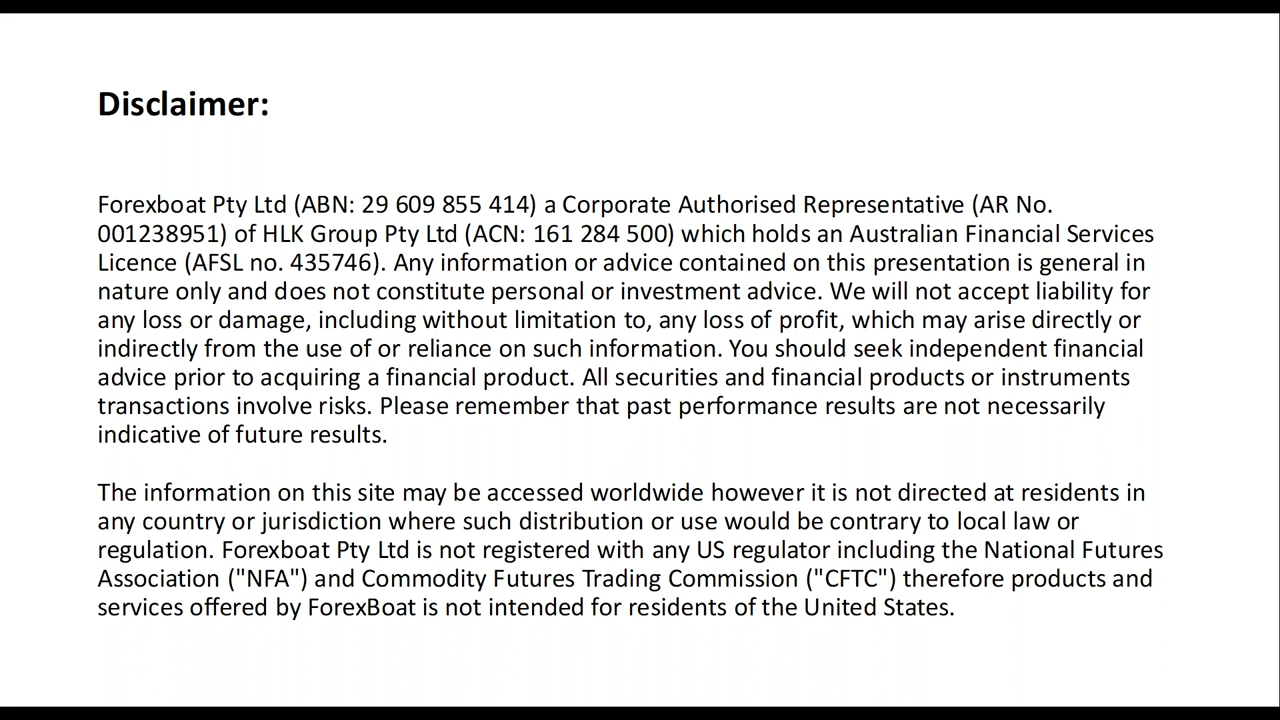 Disclaimer:
Forexboat Pty Ltd (ABN: 29 609 855 414) a Corporate Authorised Representative (AR No.
001238951) of HLK Group Pty Ltd (ACN: 161 284 500) which holds an Australian Financial Services
Licence (AFSL no. 435746). Any information or advice contained on this presentation is general in
nature only and does not constitute personal or investment advice. We will not accept liability for
any loss or damage, including without limitation to, any loss of profit, which may arise directly or
indirectly from the use of or reliance on such information. You should seek independent financial
advice prior to acquiring a financial product. All securities and financial products or instruments
transactions involve risks. Please remember that past performance results are not necessarily
indicative of future results.
The information on this site may be accessed worldwide however it is not directed at residents in
any country or jurisdiction where such distribution or use would be contrary to local law or
regulation. Forexboat Pty Ltd is not registered with any US regulator including the National Futures
Association ("NFA") and Commodity Futures Trading Commission ("CFTC") therefore products and
services offered by ForexBoat is not intended for residents of the United States.